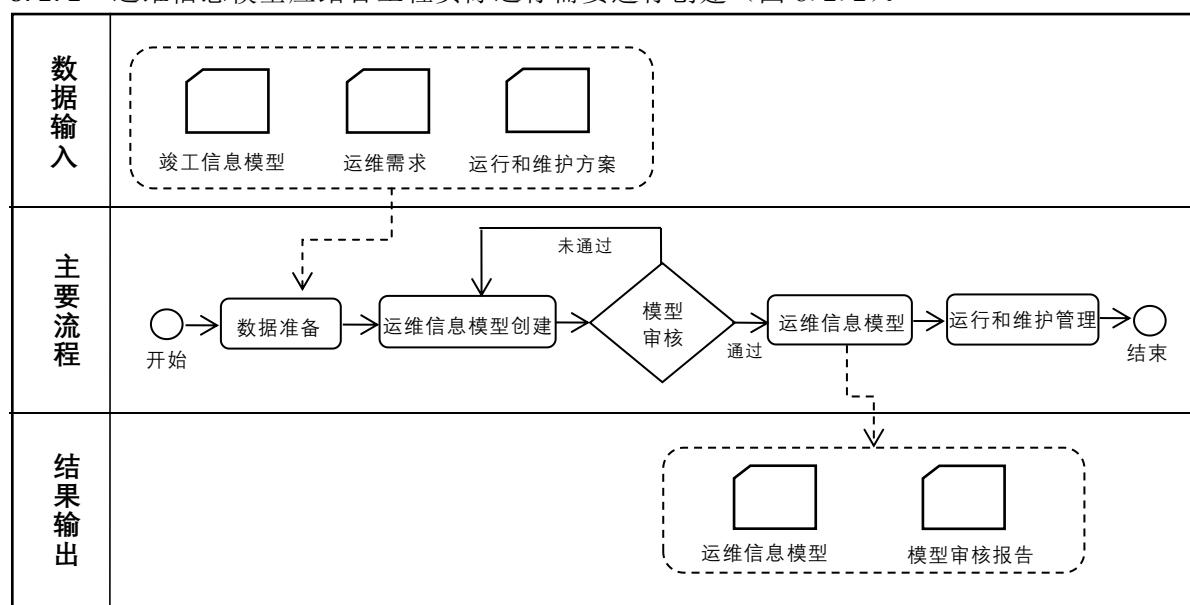 数据输入
竣工信息模型
运维需求
运行和维护方案
主要流程
未通过
开始
数据准备
运维信息模型创建
模型
审核
通过
运维信息模型
运行和维护管理
结束
结果输出
运维信息模型
模型审核报告